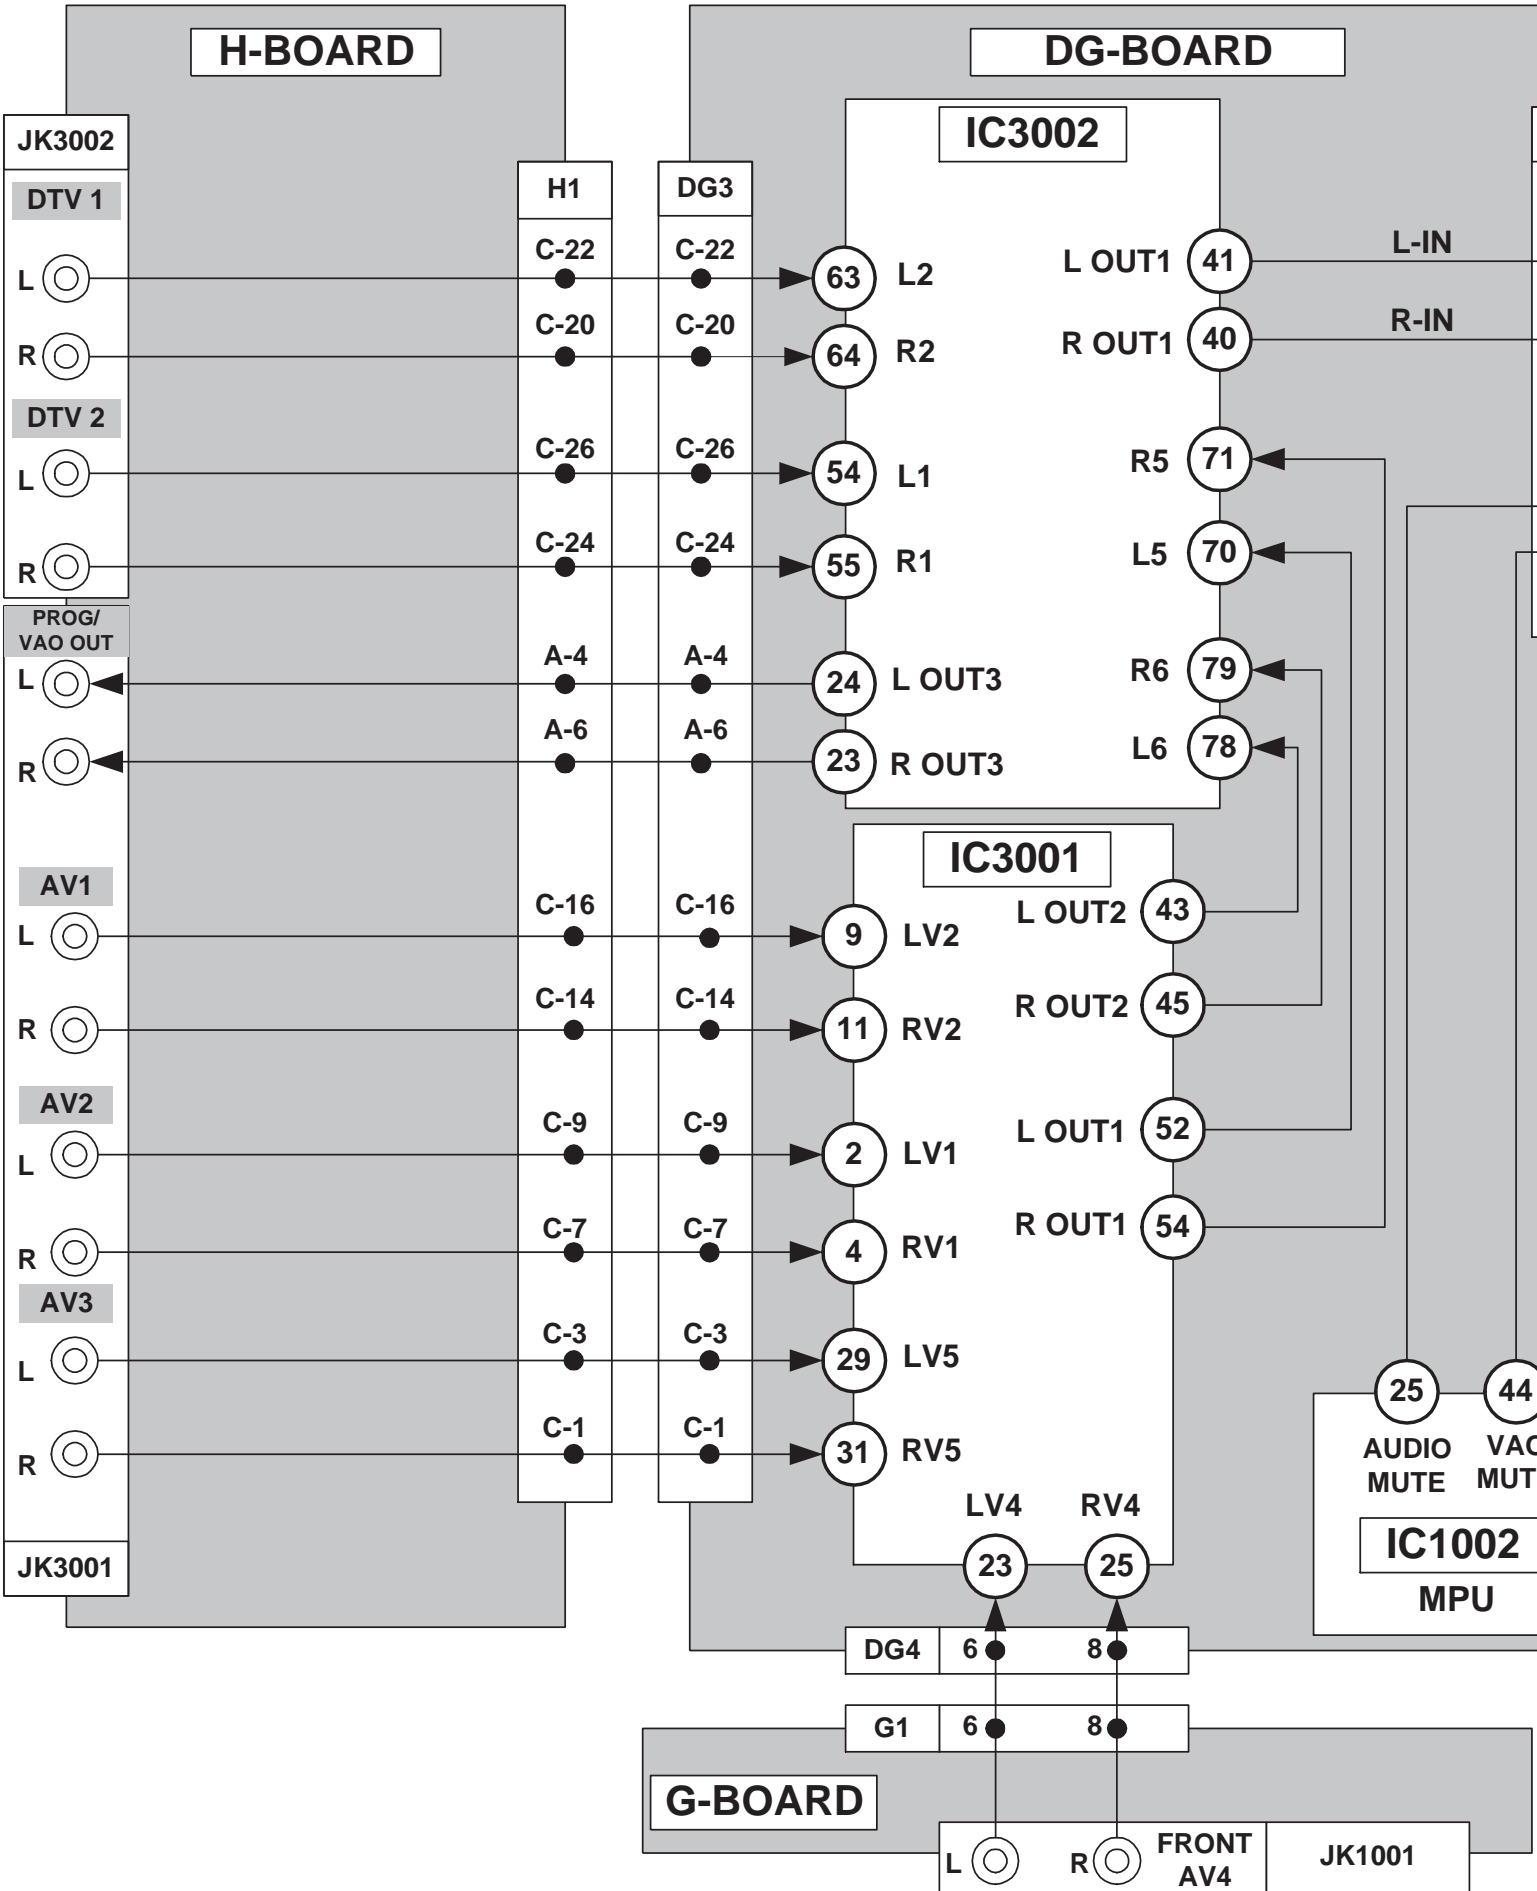 H-BOARD
DG-BOARD
JK3002
IC3002
DTV 1
H1
DG3
L
C-22
C-22
63
L2
L OUT1
41
L-IN
R
C-20
C-20
64
R2
R OUT1
40
R-IN
DTV 2
L
C-26
C-26
54
L1
R5
71
R
C-24
C-24
55
R1
L5
70
PROG/
VAO OUT
L
A-4
A-4
24
L OUT3
R6
79
R
A-6
A-6
23
R OUT3
L6
78
IC3001
AV1
L
C-16
C-16
9
LV2
L OUT2
43
R
C-14
C-14
11
RV2
R OUT2
45
AV2
L
C-9
C-9
2
LV1
L OUT1
52
R
C-7
C-7
4
RV1
R OUT1
54
AV3
L
C-3
C-3
29
LV5
R
C-1
C-1
31
RV5
LV4
RV4
23
25
25
44
AUDIO
MUTE
IC1002
MPU
JK3001
DG4
6
8
G1
6
8
G-BOARD
L
R
FRONT
AV4
JK1001